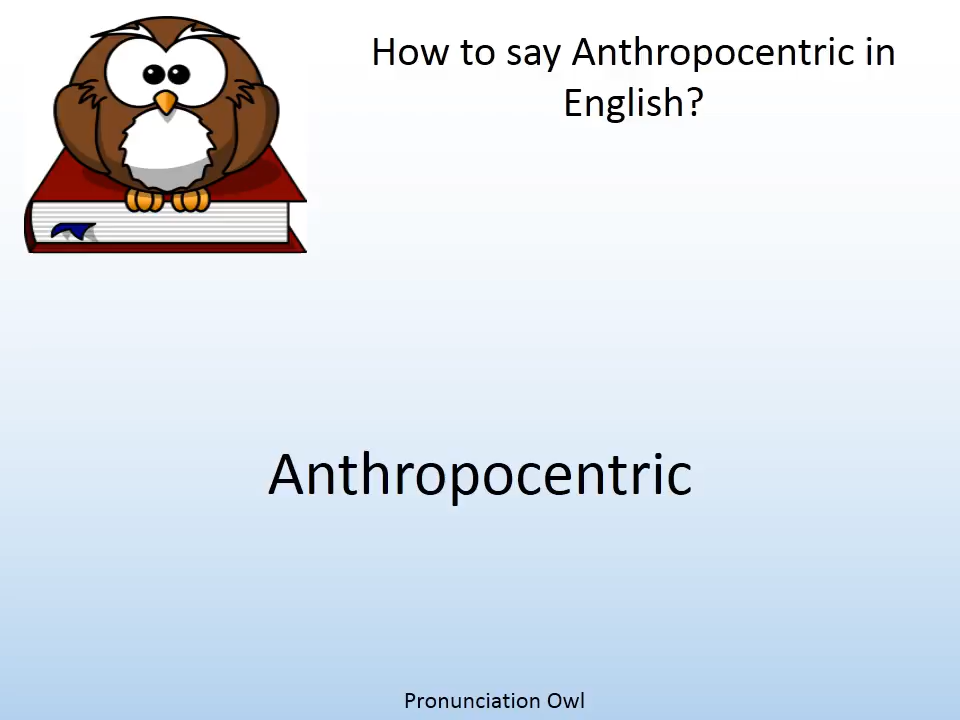 How to say Anthropocentric in
English?
Anthropocentric
Pronunciation Owl